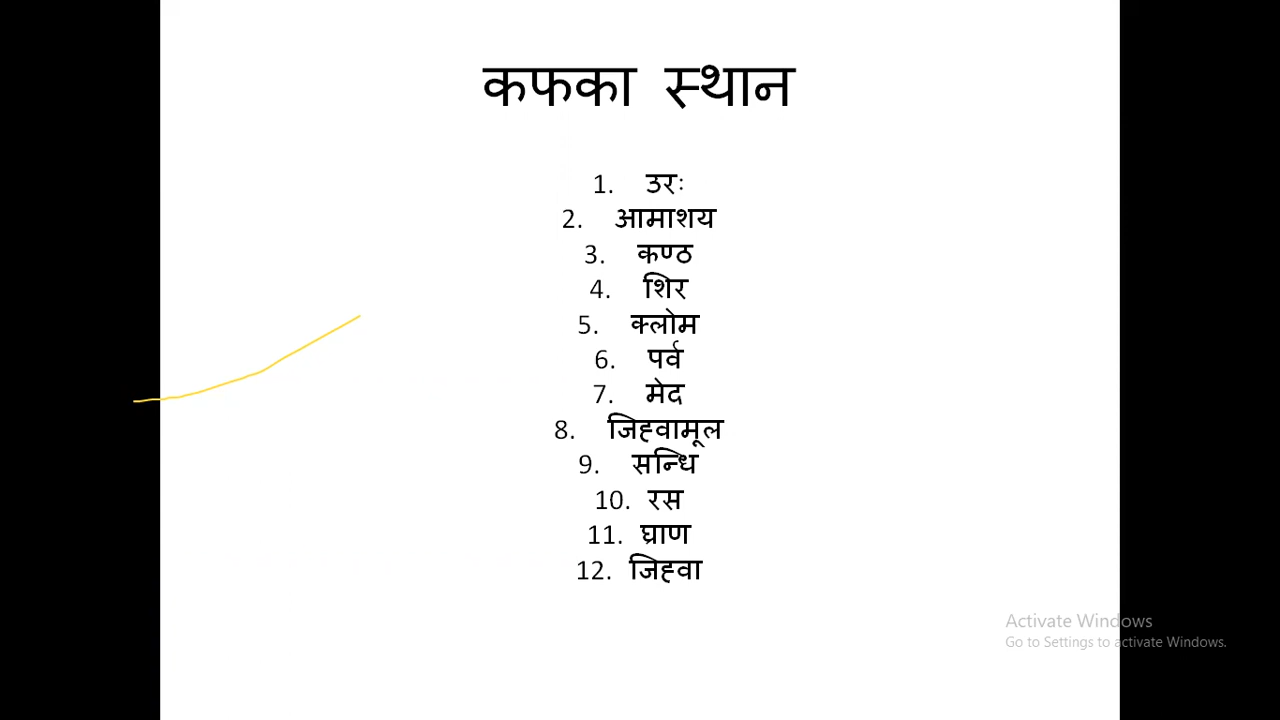 कफका स्थान
1. उरः
2. आमाशय
3. कण्ठ
4. शिर
5. क्लोम
6. पर्व
7. मेद
8. जिह्वामूल
9. सन्धि
10. रस
11. घ्राण
12. जिह्वा
Activate Windows
Go to Settings to activate Windows.